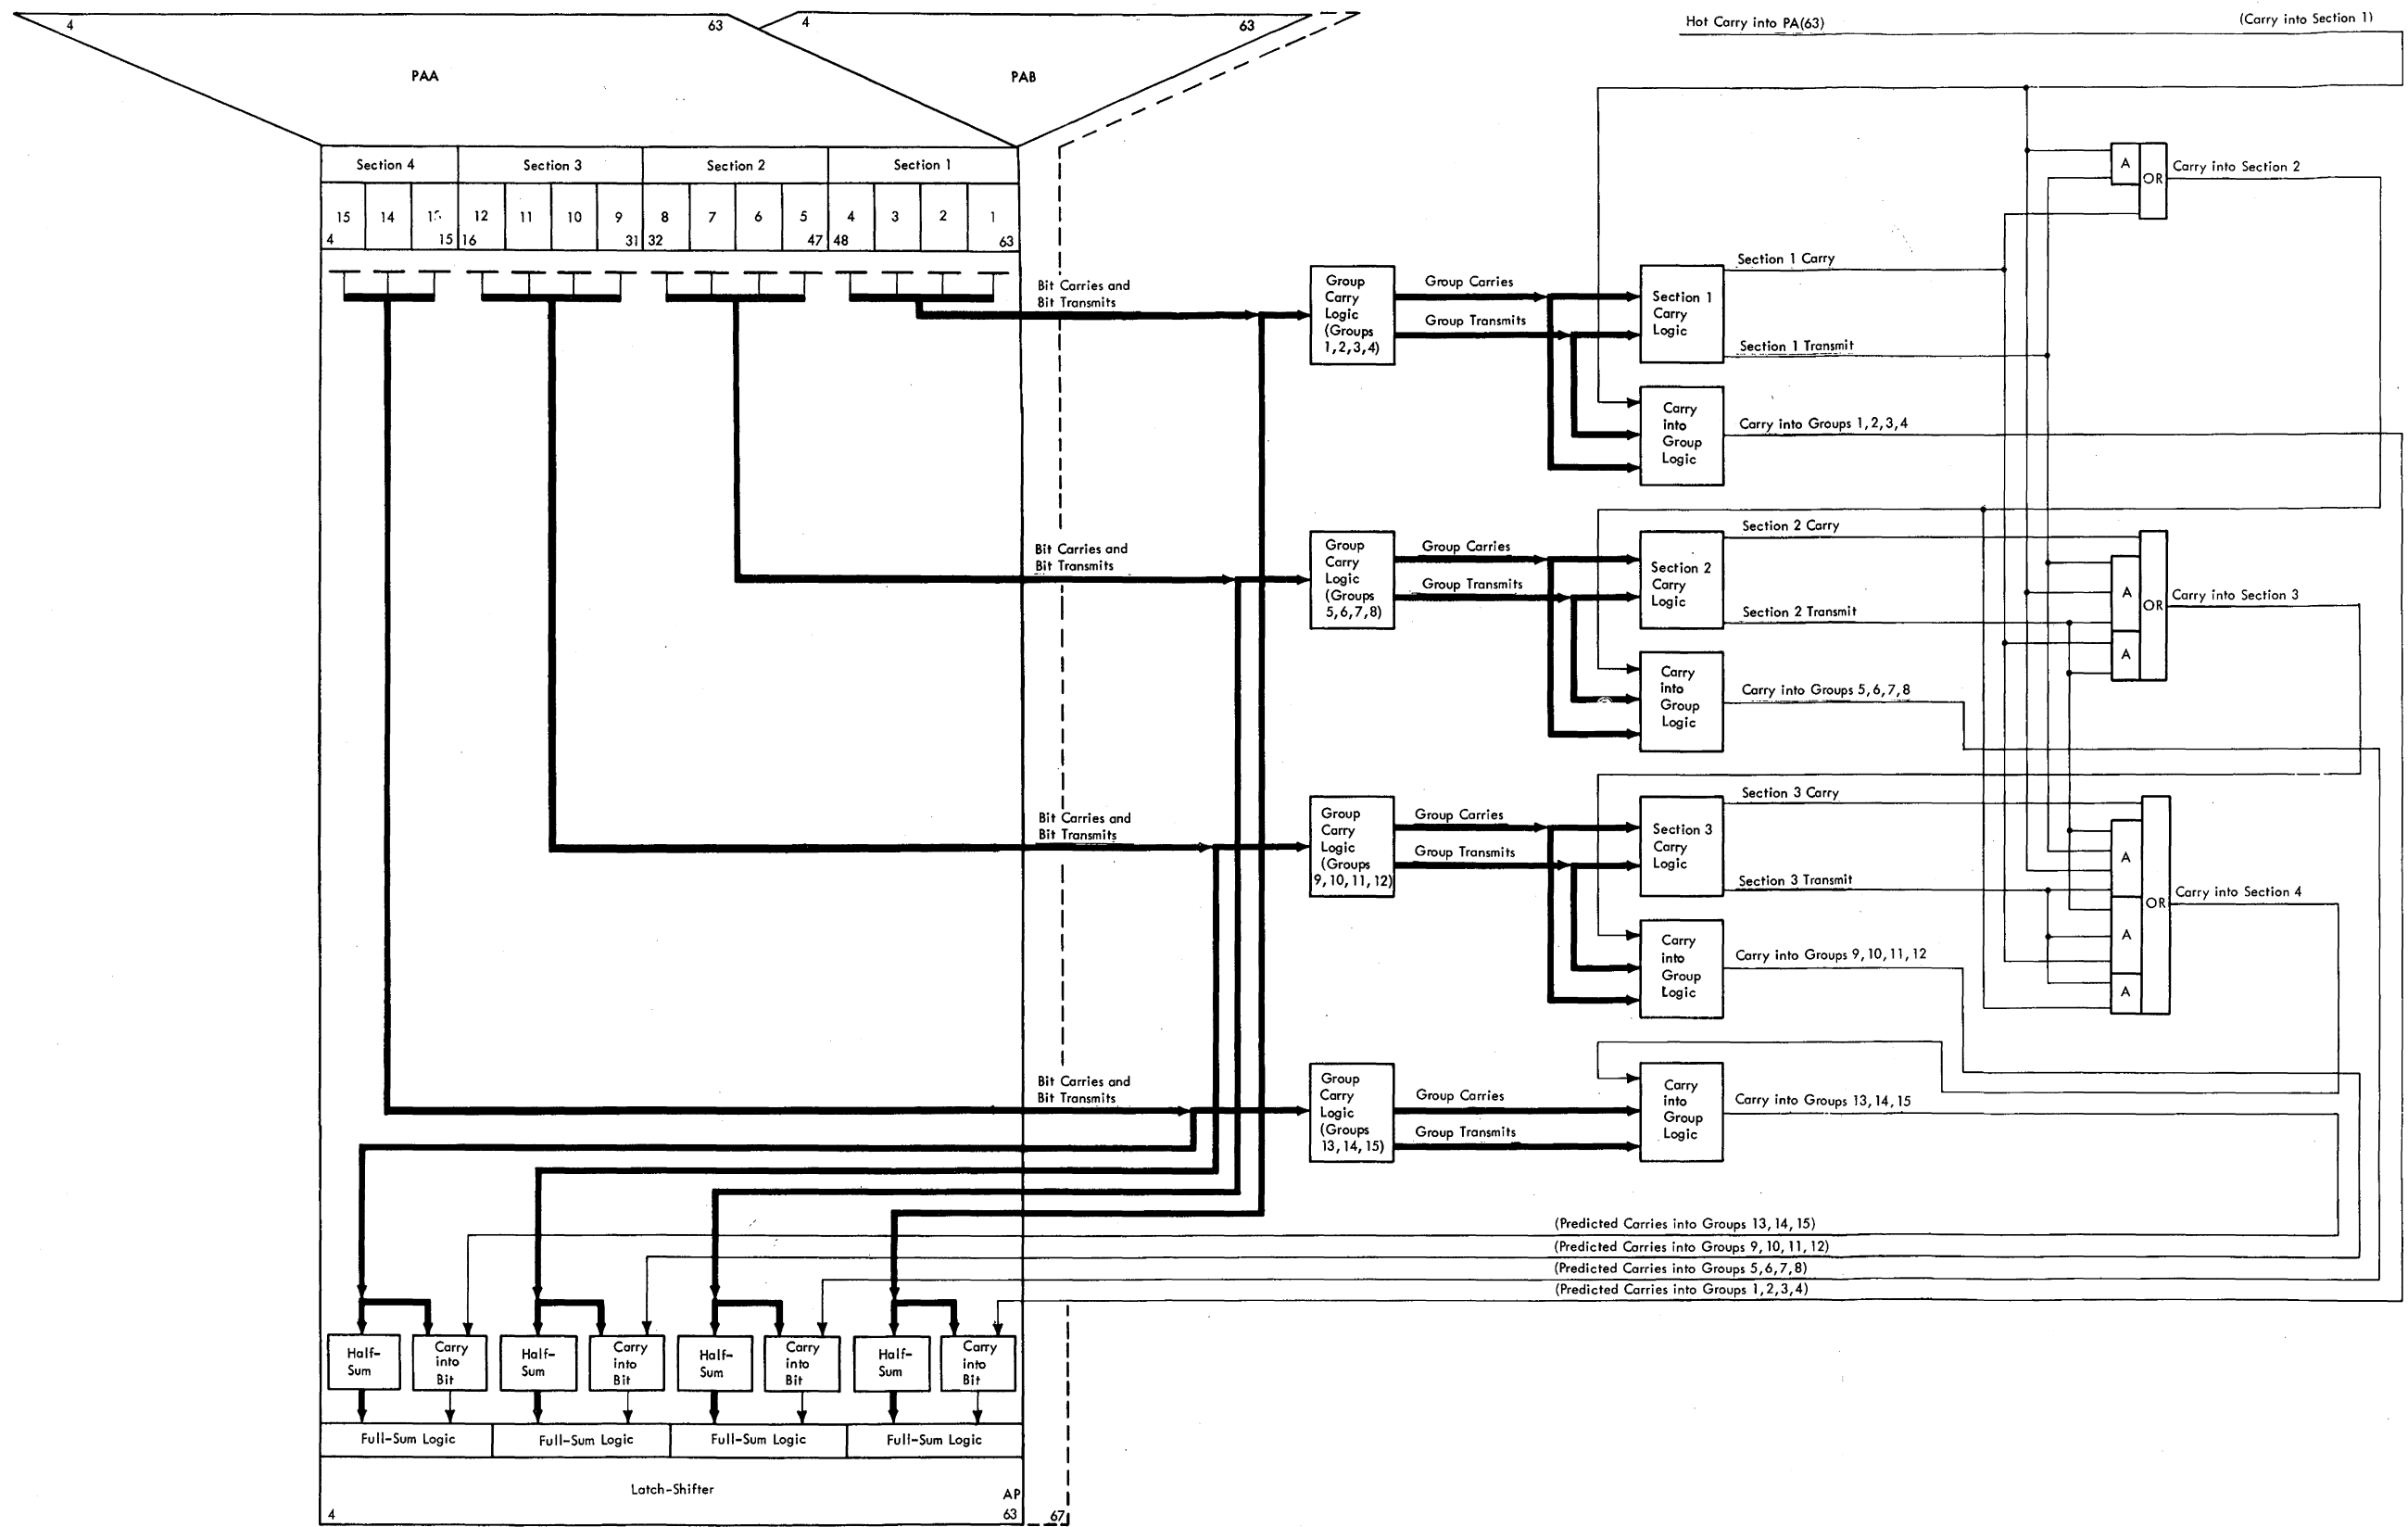 4 63 4 63
PAA PAB
Hot Carry into PA(63) (Carry into Section 1)
Section 4 Section 3 Section 2 Section 1
15 14 12 11 10 9 8 7 6 5 4 3 2 1
4 15 16 31 32 47 48 63
A OR Carry into Section 2
Bit Carries and
Bit Transmits
Group
Carry
Logic
(Groups
1,2,3,4)
Group Carries
Group Transmits
Section 1
Carry
Logic
Section 1 Carry
Section 1 Transmit
Carry
into
Group
Logic
Carry into Groups 1,2,3,4
Bit Carries and
Bit Transmits
Group
Carry
Logic
(Groups
5,6,7,8)
Group Carries
Group Transmits
Section 2
Carry
Logic
Section 2 Carry
Section 2 Transmit
A
A
OR
Carry into Section 3
Carry
into
Group
Logic
Carry into Groups 5,6,7,8
Bit Carries and
Bit Transmits
Group
Carry
Logic
(Groups
9,10,11,12)
Group Carries
Group Transmits
Section 3
Carry
Logic
Section 3 Carry
Section 3 Transmit
A
A
A
OR
Carry into Section 4
Carry
into
Group
Logic
Carry into Groups 9,10,11,12
Bit Carries and
Bit Transmits
Group
Carry
Logic
(Groups
13,14,15)
Group Carries
Group Transmits
Carry
into
Group
Logic
Carry into Groups 13,14,15
(Predicted Carries into Groups 13,14,15)
(Predicted Carries into Groups 9,10,11,12)
(Predicted Carries into Groups 5,6,7,8)
(Predicted Carries into Groups 1,2,3,4)
Half-
Sum
Carry
into
Bit
Half-
Sum
Carry
into
Bit
Half-
Sum
Carry
into
Bit
Half-
Sum
Carry
into
Bit
Full-Sum Logic Full-Sum Logic Full-Sum Logic Full-Sum Logic
Latch-Shifter
AP
4 63 67